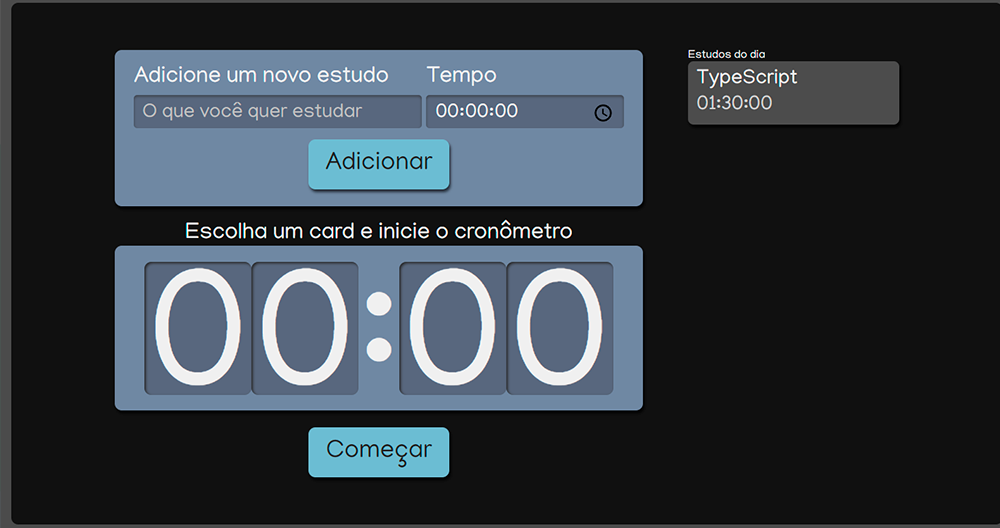 Adicione um novo estudo Tempo
O que você quer estudar 00:00:00
Adicionar
Escolha um card e inicie o cronômetro
00:00
Começar
Estudos do dia
TypeScript
01:30:00